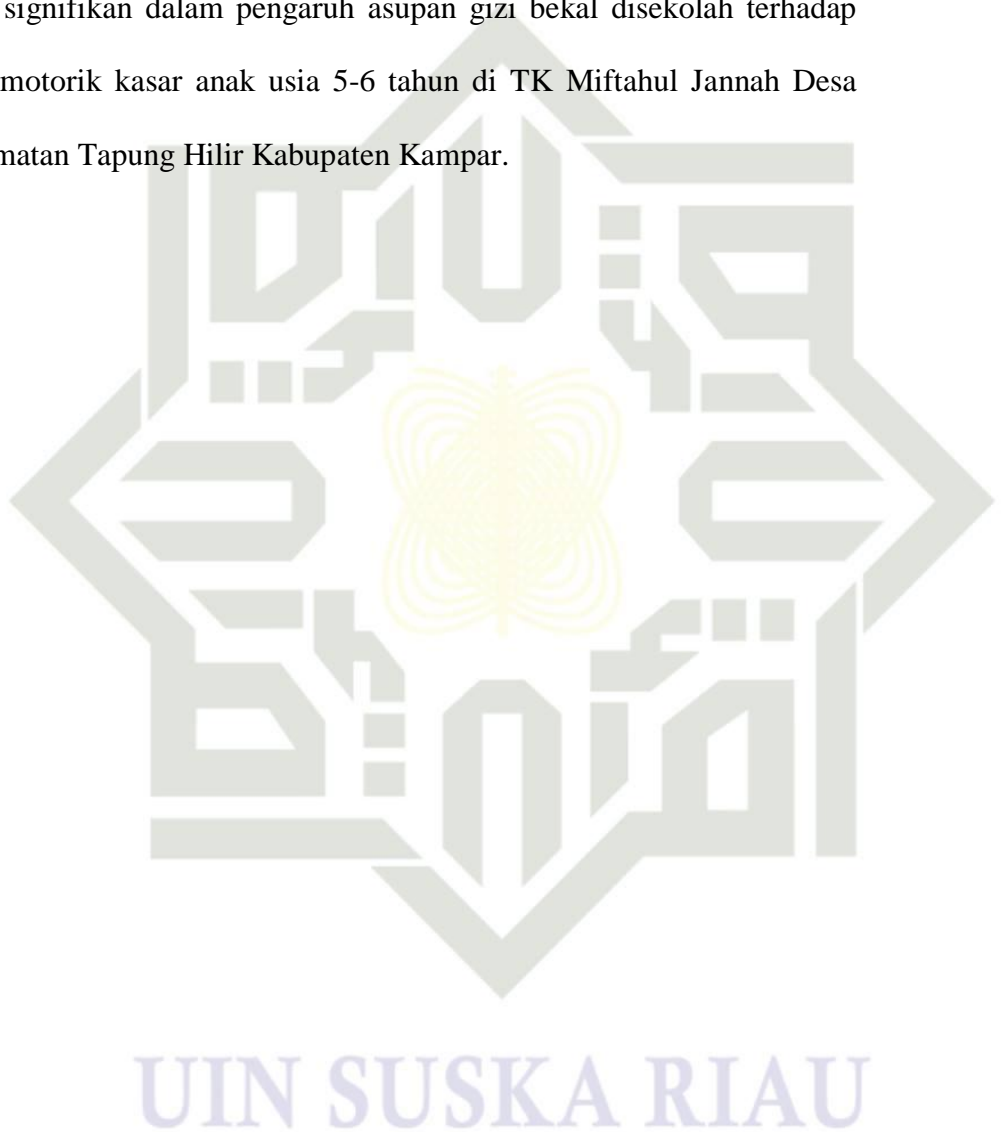 signifikan dalam pengaruh asupan gizi bekal disekolah terhadap
motorik kasar anak usia 5-6 tahun di TK Miftahul Jannah Desa
matan Tapung Hilir Kabupaten Kampar.
UIN SUSKA RIAU